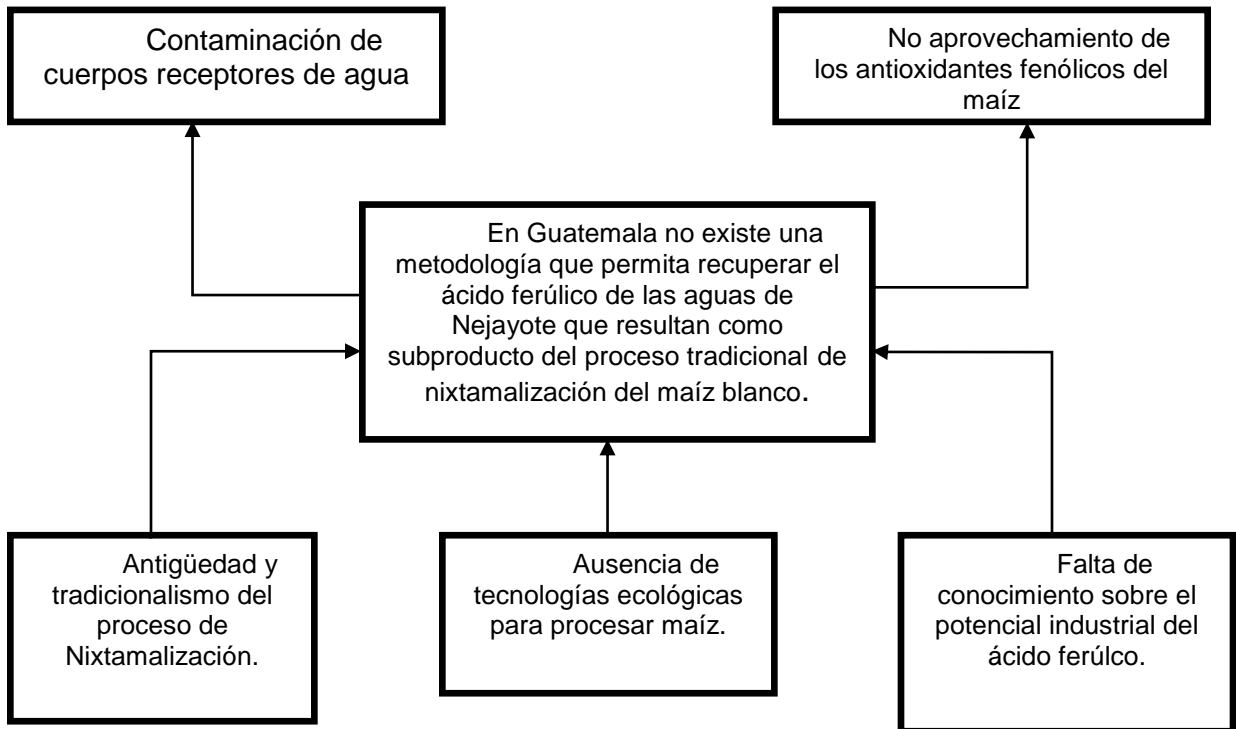 Contaminación de
cuerpos receptores de agua
No aprovechamiento de
los antioxidantes fenólicos del
maíz
En Guatemala no existe una
metodología que permita recuperar el
ácido ferúlico de las aguas de
Nejayote que resultan como
subproducto del proceso tradicional de
nixtamalización del maíz blanco.
Antigüedad y
tradicionalismo del
proceso de
Nixtamalización.
Ausencia de
tecnologías ecológicas
para procesar maíz.
Falta de
conocimiento sobre el
potencial industrial del
ácido ferúlco.